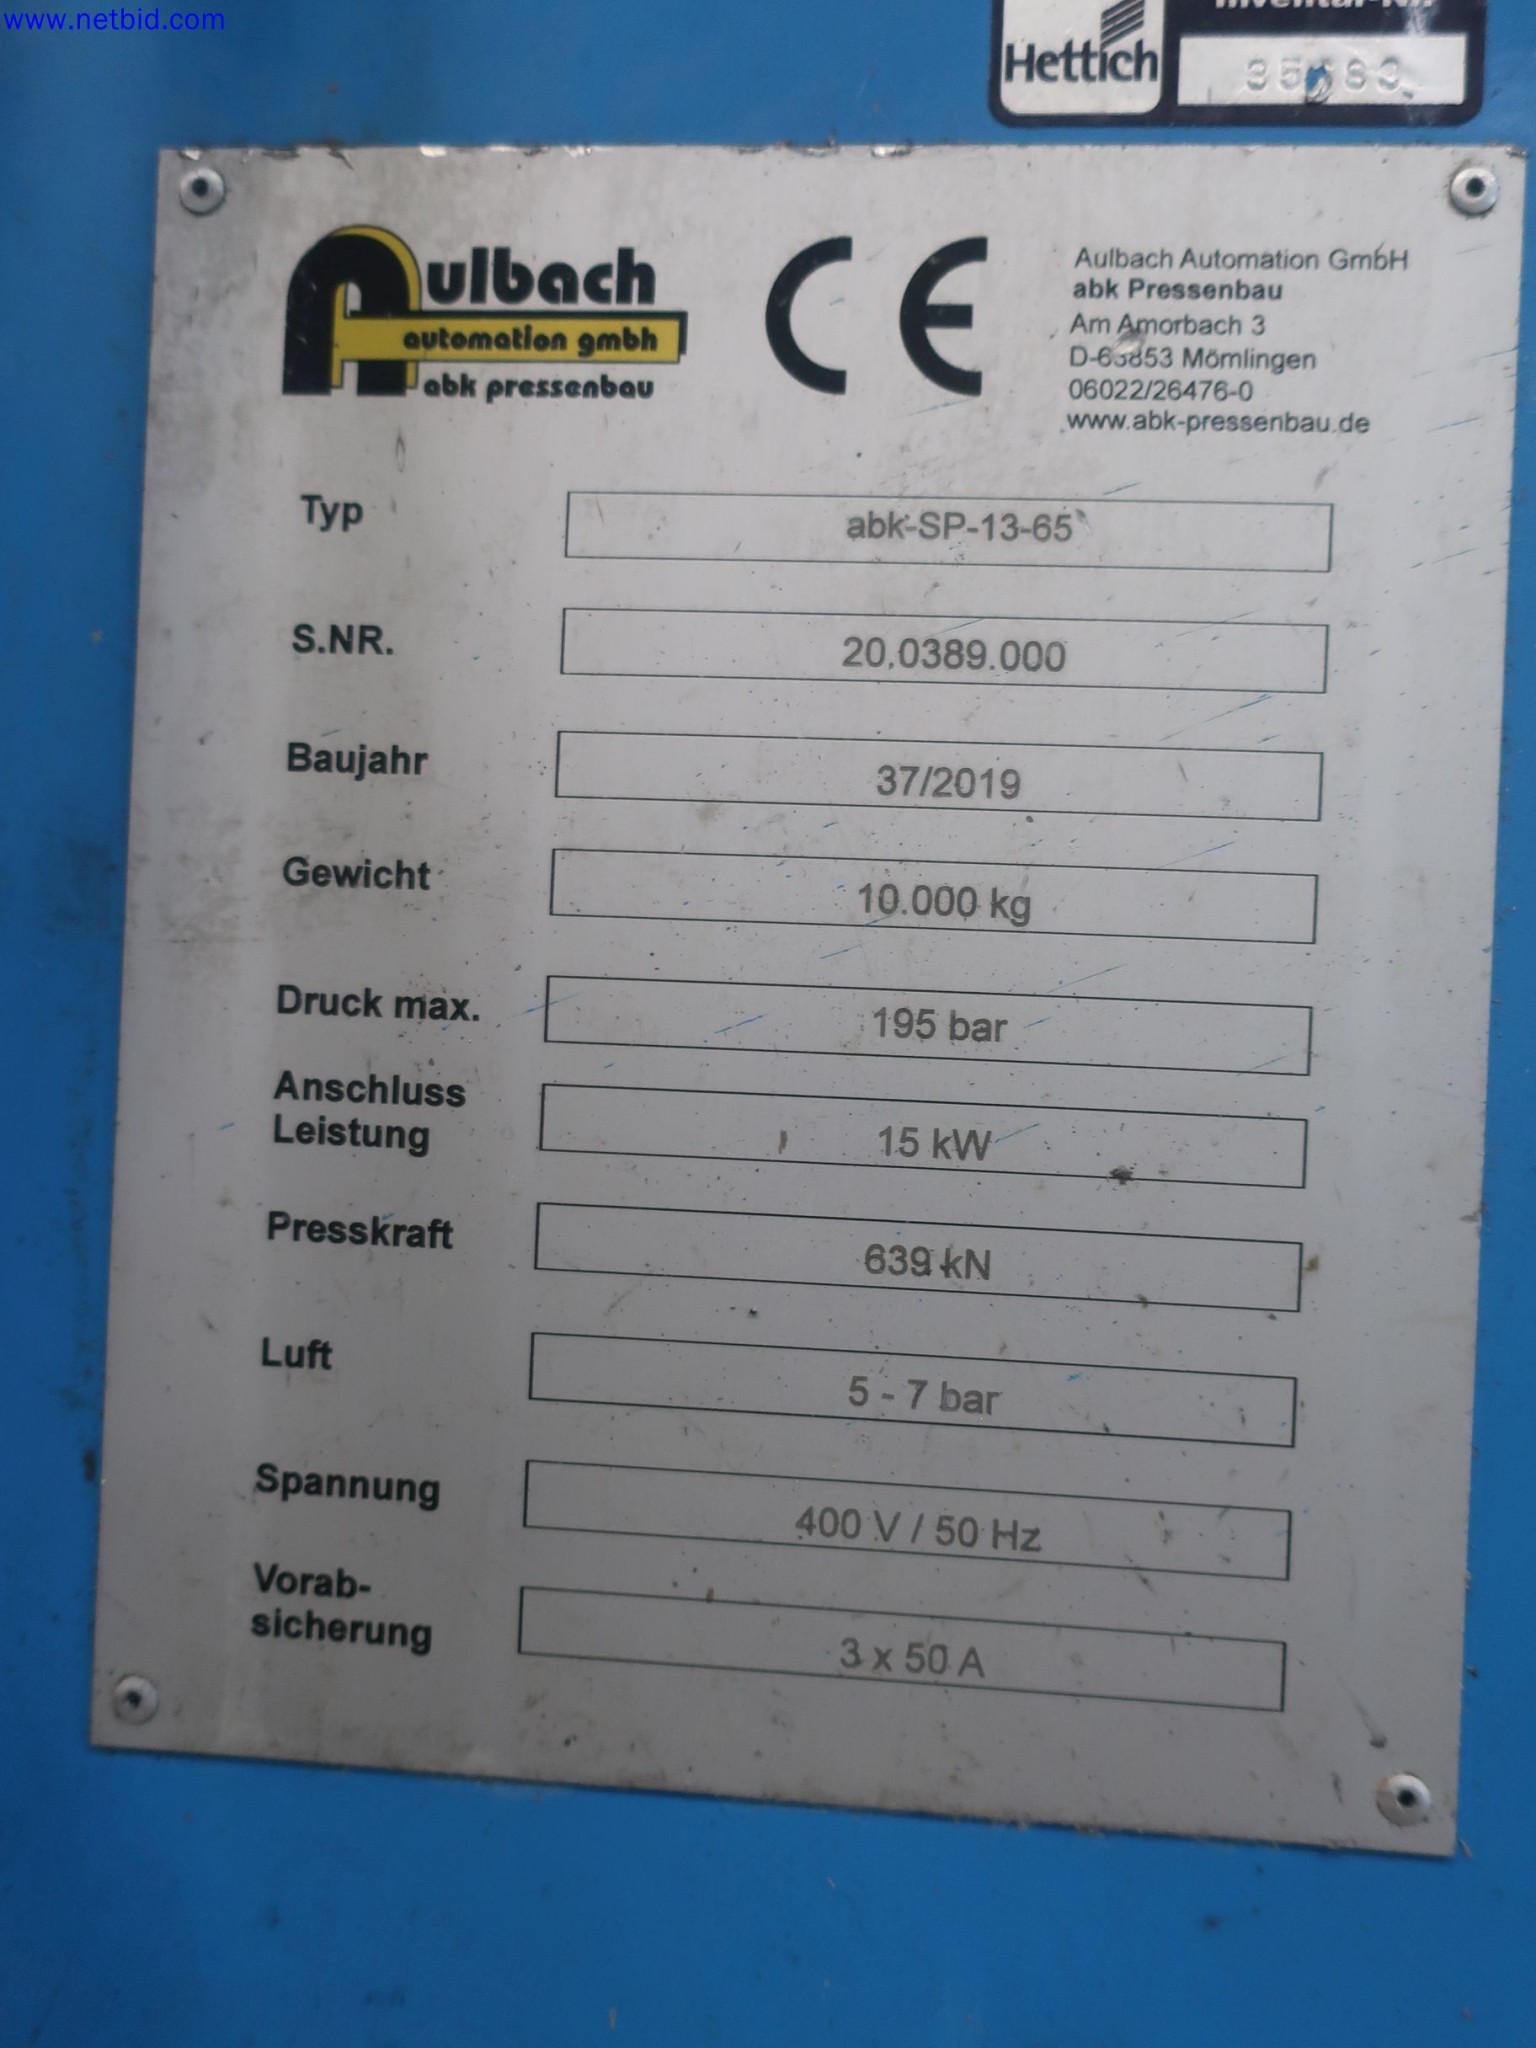 www.netbid.com
Inventar-Nr.
Hettich
Aulbach
automation gmbh
abk pressenbau
CE
Aulbach Automation GmbH
abk Pressenbau
Am Amorbach 3
D-63853 Mömlingen
06022/26476-0
www.abk-pressenbau.de
Typ abk-SP-13-65
S.NR. 20.0389.000
Baujahr 37/2019
Gewicht 10.000 kg
Druck max. 195 bar
Anschluss
Leistung 15 kW
Presskraft 639 kN
Luft 5 - 7 bar
Spannung 400 V / 50 Hz
Vorab-
sicherung 3 x 50 A